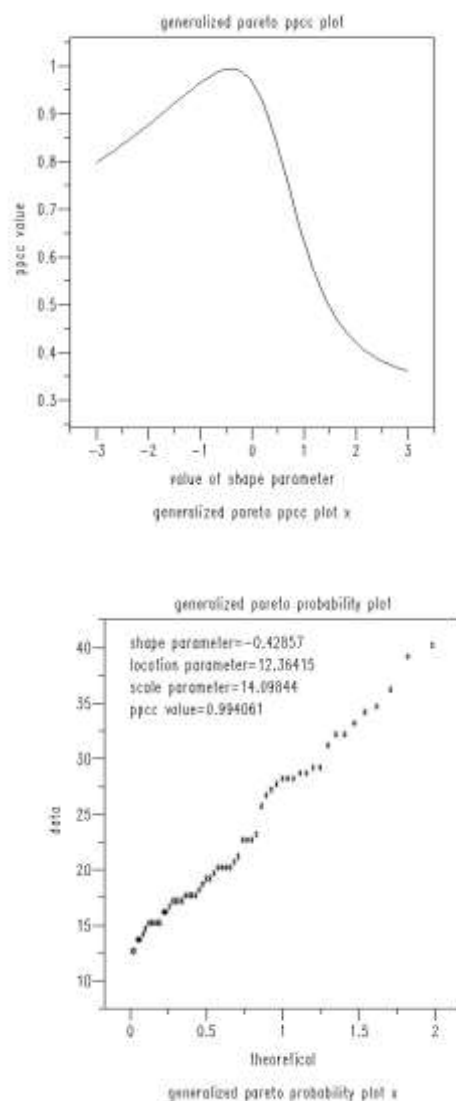 generalized pareto ppcc plot
1
0.9
0.8
0.7
0.6
0.5
0.4
0.3
ppcc value
-3 -2 -1 0 1 2 3
value of shape parameter
generalized pareto ppcc plot x
generalized pareto probability plot
shape parameter=-0.42857
location parameter=12.36415
scale parameter=14.09844
ppcc value=0.994061
40
35
30
25
20
15
10
data
0 0.5 1 1.5 2
theoretical
generalized pareto probability plot x